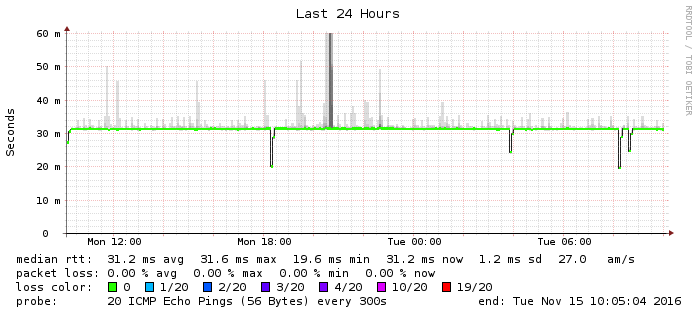 Last 24 Hours
RRDTOOL / TOBI OETIKER
Seconds
60 m
50 m
40 m
30 m
20 m
10 m
0
Mon 12:00 Mon 18:00 Tue 00:00 Tue 06:00
median rtt: 31.2 ms avg 31.6 ms max 19.6 ms min 31.2 ms now 1.2 ms sd 27.0 am/s
packet loss: 0.00 % avg 0.00 % max 0.00 % min 0.00 % now
loss color: 0 1/20 2/20 3/20 4/20 10/20 19/20
probe: 20 ICMP Echo Pings (56 Bytes) every 300s end: Tue Nov 15 10:05:04 2016